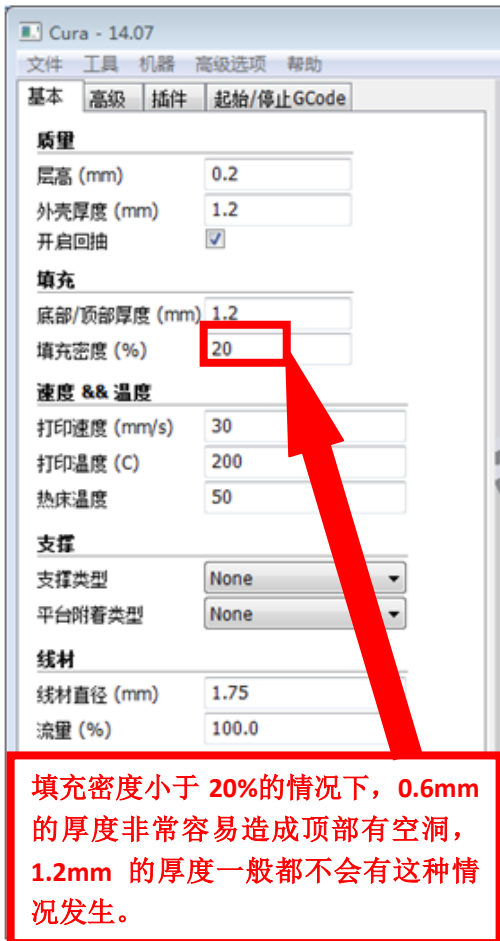 Cura - 14.07
文件 工具 机器 高级选项 帮助
基本 高级 插件 起始/停止GCode
质量
层高 (mm) 0.2
外壳厚度 (mm) 1.2
开启回抽
填充
底部/顶部厚度 (mm) 1.2
填充密度 (%) 20
速度 && 温度
打印速度 (mm/s) 30
打印温度 (C) 200
热床温度 50
支撑
支撑类型 None
平台附着类型 None
线材
线材直径 (mm) 1.75
流量 (%) 100.0
填充密度小于 20%的情况下，0.6mm
的厚度非常容易造成顶部有空洞，
1.2mm 的厚度一般都不会有这种情
况发生。